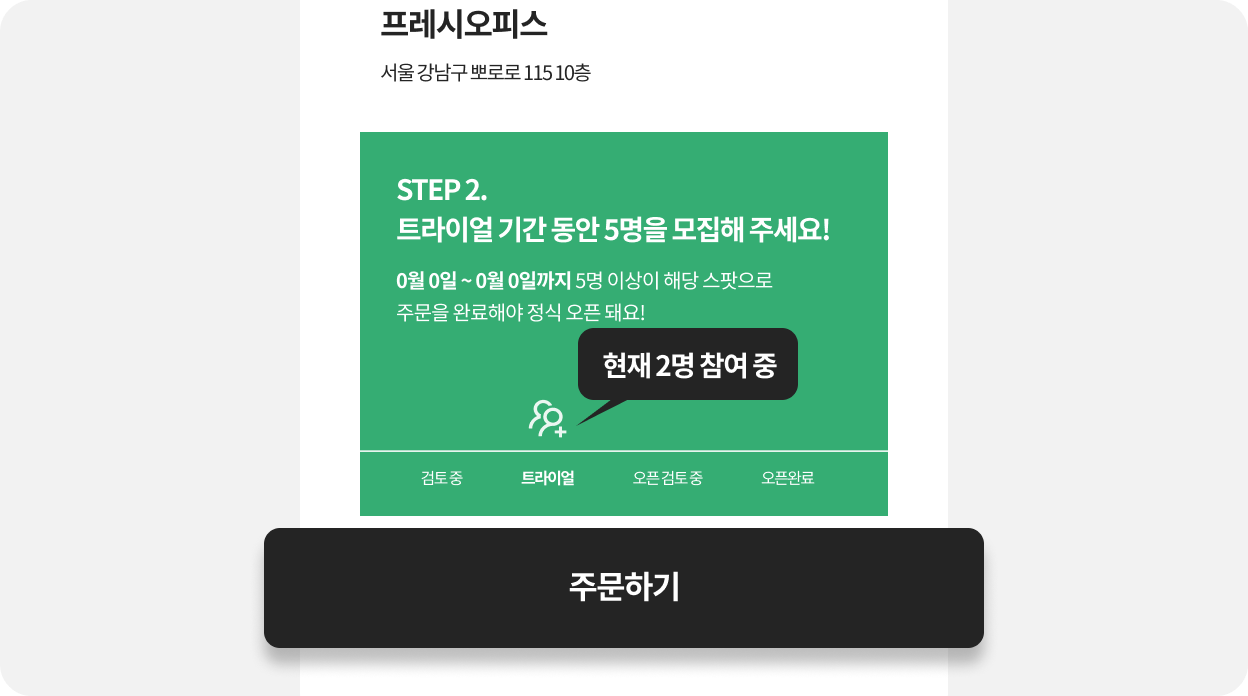 프레시오피스
서울 강남구 뽀로로 115 10층
STEP 2.
트라이얼 기간 동안 5명을 모집해 주세요!
0월 0일 ~ 0월 0일까지 5명 이상이 해당 스팟으로
주문을 완료해야 정식 오픈 돼요!
현재 2명 참여 중
검토 중
트라이얼
오픈 검토 중
오픈완료
주문하기